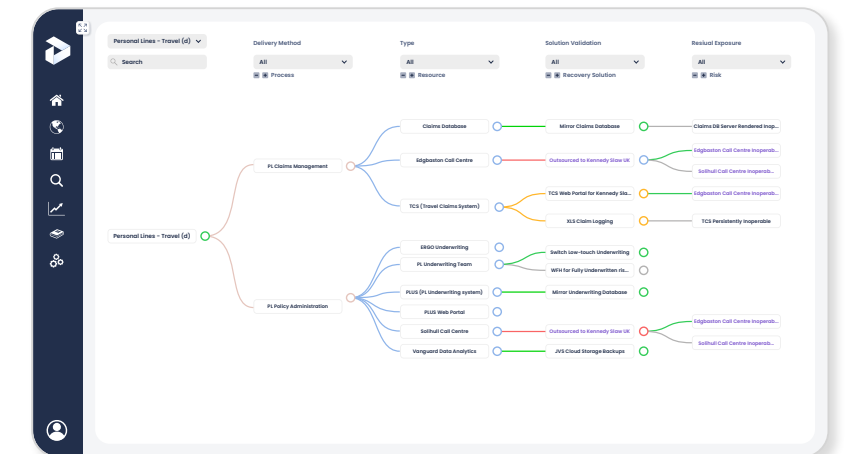 Personal Lines - Travel (d)
Search
Delivery Method
All
Process
Type
All
Resource
Solution Validation
All
Recovery Solution
Resiual Exposure
All
Risk
Personal Lines - Travel (d)
PL Claims Management
PL Policy Administration
Claims Database
Edgbaston Call Centre
TCS (Travel Claims System)
ERGO Underwriting
PL Underwriting Team
PLUS (PL Underwriting system)
PLUS Web Portal
Solihull Call Centre
Vanguard Data Analytics
Mirror Claims Database
Outsourced to Kennedy Slaw UK
TCS Web Portal for Kennedy Sla...
XLS Claim Logging
Switch Low-touch Underwriting
WFH for Fully Underwritten ris...
Mirror Underwriting Database
Outsourced to Kennedy Slaw UK
JVS Cloud Storage Backups
Claims DB Server Rendered Inop...
Edgbaston Call Centre Inoperab...
Solihull Call Centre Inoperab...
Edgbaston Call Centre Inoperab...
TCS Persistently Inoperable
Edgbaston Call Centre Inoperab...
Solihull Call Centre Inoperab...